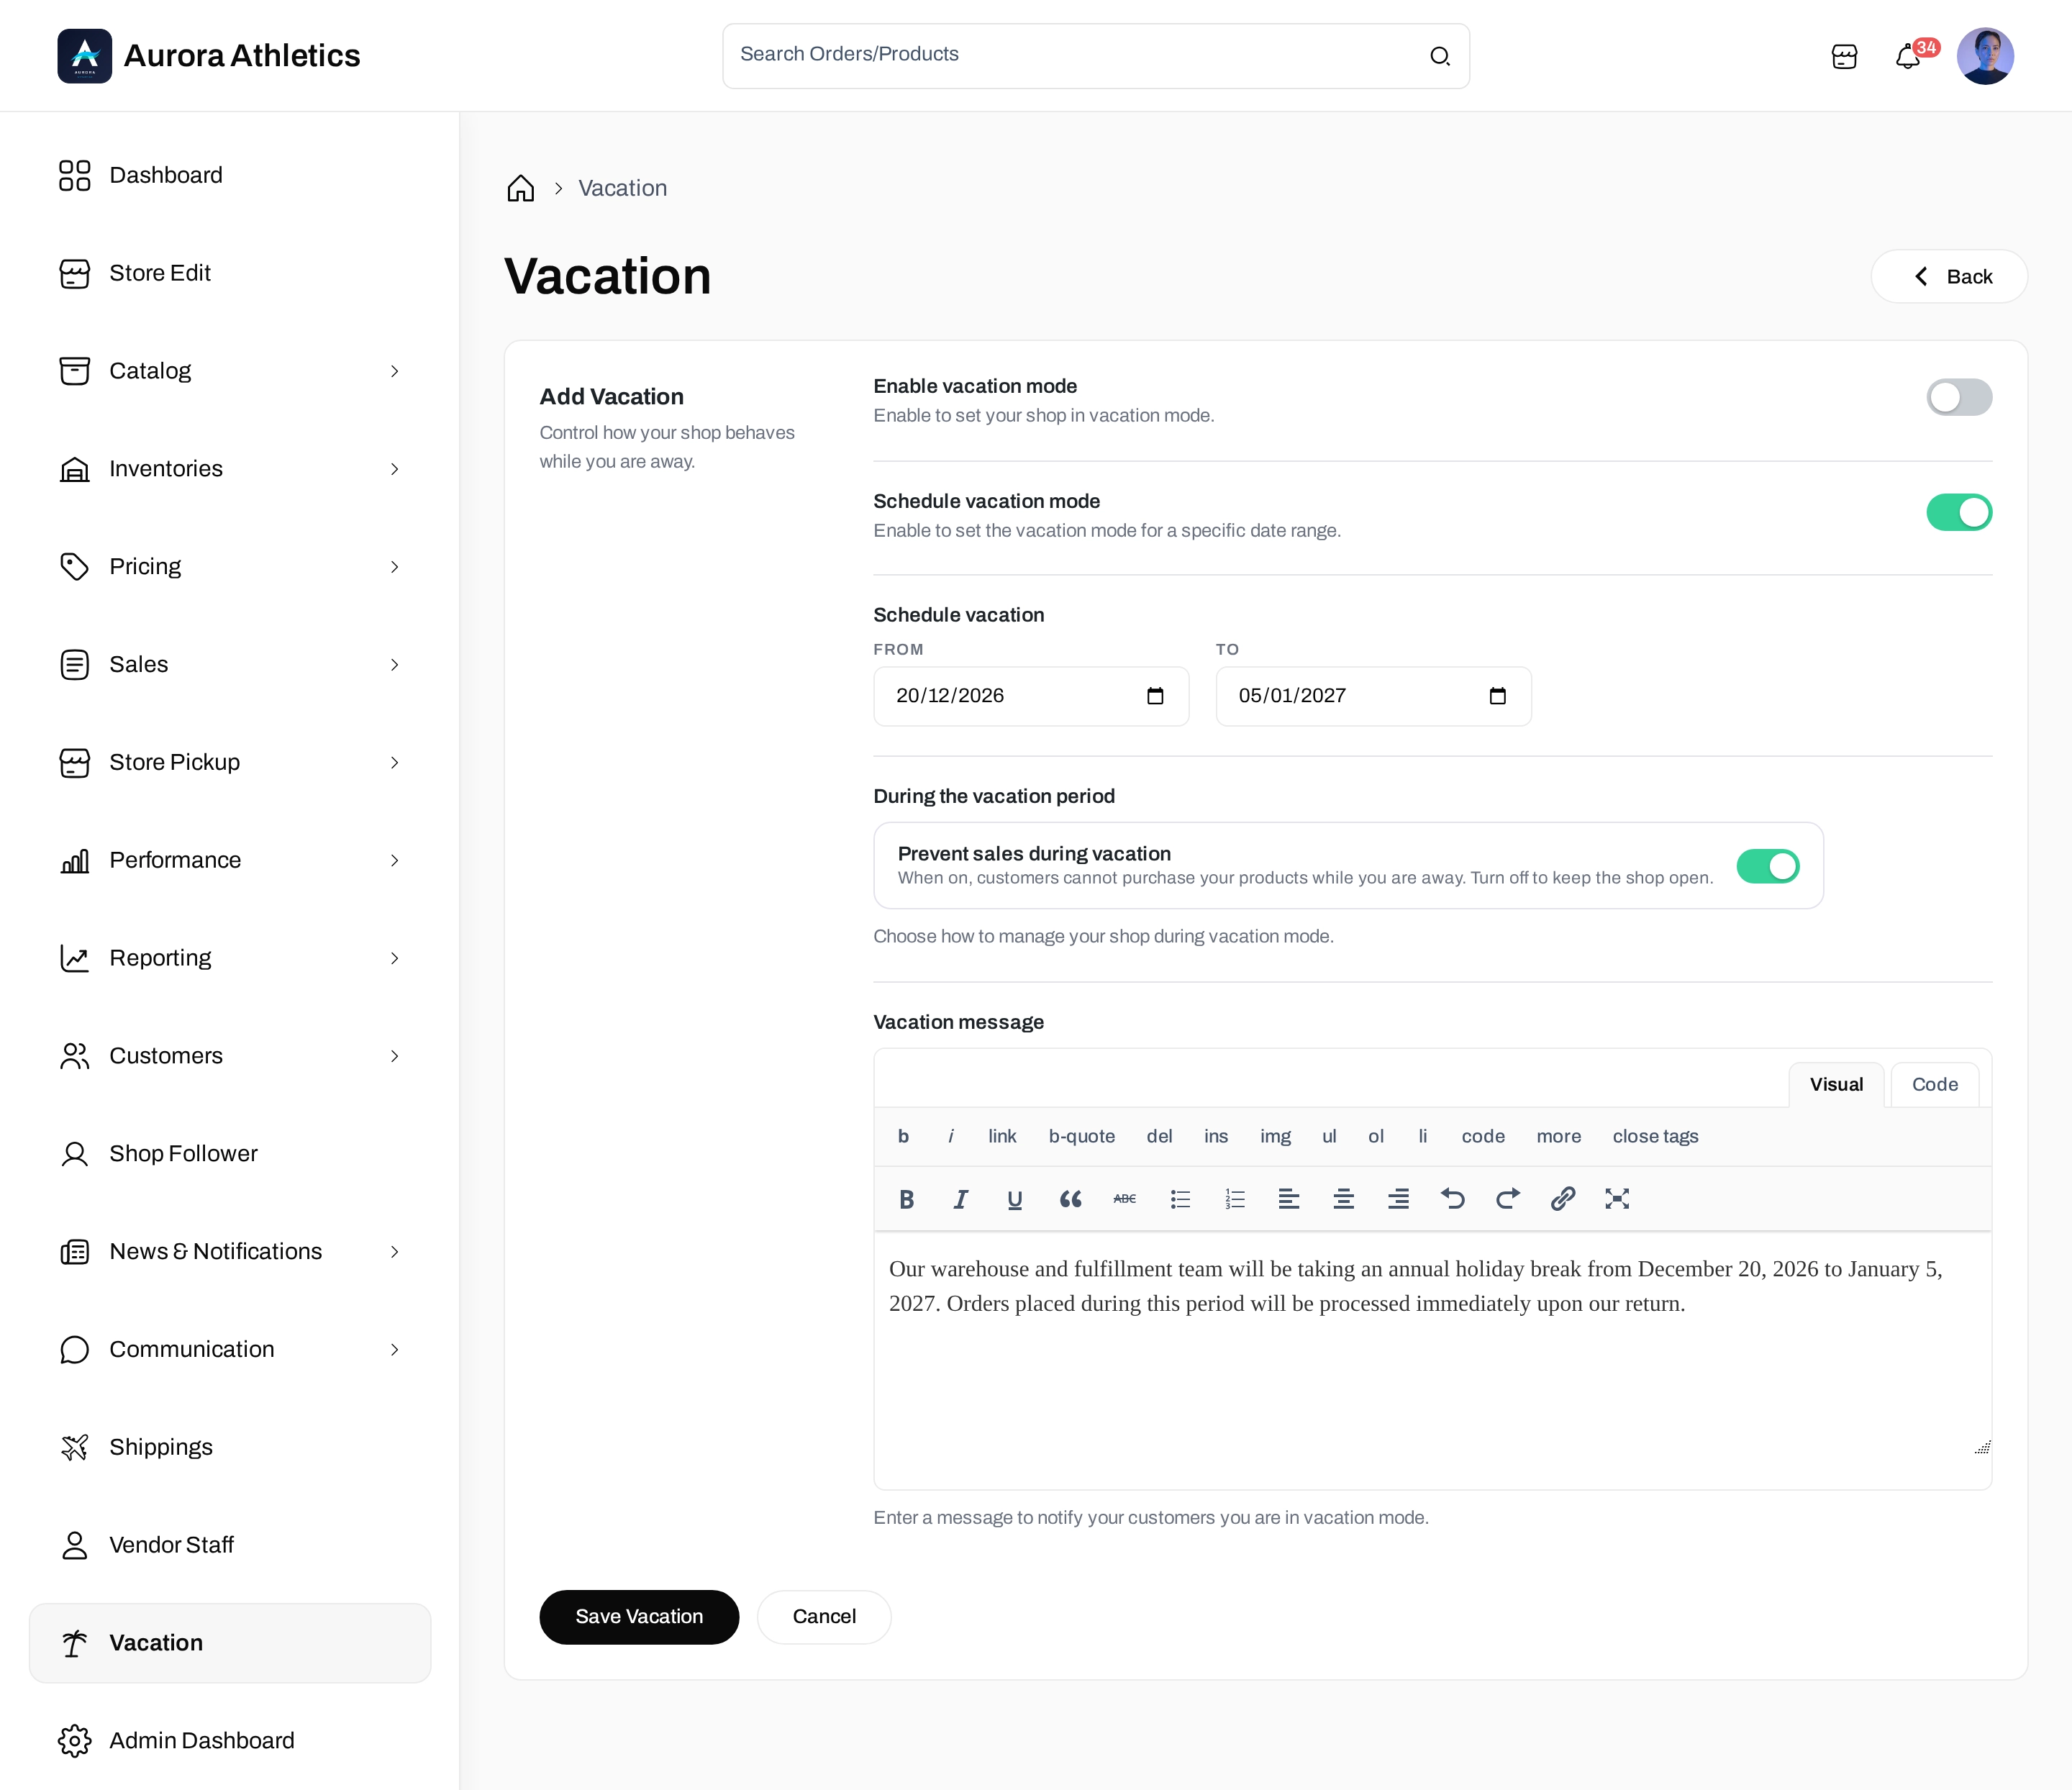 Aurora Athletics
Search Orders/Products
34
Dashboard
Store Edit
Catalog
Inventories
Pricing
Sales
Store Pickup
Performance
Reporting
Customers
Shop Follower
News & Notifications
Communication
Shippings
Vendor Staff
Vacation
Admin Dashboard
Vacation
Vacation
Back
Add Vacation
Control how your shop behaves
while you are away.
Enable vacation mode
Enable to set your shop in vacation mode.
Schedule vacation mode
Enable to set the vacation mode for a specific date range.
Schedule vacation
FROM TO
20/12/2026 05/01/2027
During the vacation period
Prevent sales during vacation
When on, customers cannot purchase your products while you are away. Turn off to keep the shop open.
Choose how to manage your shop during vacation mode.
Vacation message
Visual Code
b i link b-quote del ins img ul ol li code more close tags
B I U ABC
Our warehouse and fulfillment team will be taking an annual holiday break from December 20, 2026 to January 5,
2027. Orders placed during this period will be processed immediately upon our return.
Enter a message to notify your customers you are in vacation mode.
Save Vacation Cancel